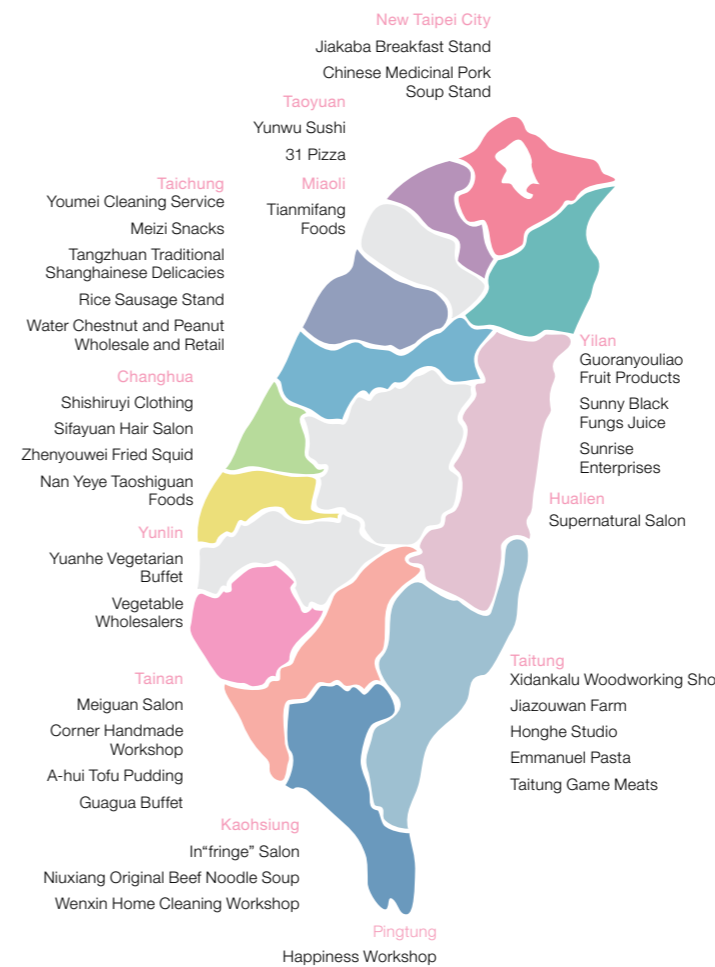 New Taipei City
Jiakaba Breakfast Stand
Chinese Medicinal Pork
Soup Stand
Taoyuan
Yunwu Sushi
31 Pizza
Miaoli
Tianmifang
Foods
Taichung
Youmei Cleaning Service
Meizi Snacks
Tangzhuan Traditional
Shanghainese Delicacies
Rice Sausage Stand
Water Chestnut and Peanut
Wholesale and Retail
Changhua
Shishiruyi Clothing
Sifayuan Hair Salon
Zhenyouwei Fried Squid
Nan Yeye Taoshiguan
Foods
Yunlin
Yuanhe Vegetarian
Buffet
Vegetable
Wholesalers
Tainan
Meiguan Salon
Corner Handmade
Workshop
A-hui Tofu Pudding
Guagua Buffet
Kaohsiung
In“fringe” Salon
Niuxiang Original Beef Noodle Soup
Wenxin Home Cleaning Workshop
Pingtung
Happiness Workshop
Yilan
Guoranyouliao
Fruit Products
Sunny Black
Fungs Juice
Sunrise
Enterprises
Hualien
Supernatural Salon
Taitung
Xidankalu Woodworking Sho
Jiazouwan Farm
Honghe Studio
Emmanuel Pasta
Taitung Game Meats